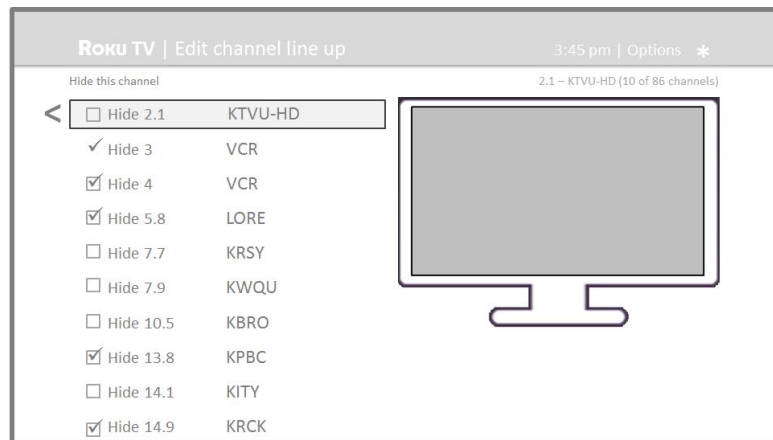 ROKU TV | Edit channel line up 3:45 pm | Options *
Hide this channel 2.1 – KTVU-HD (10 of 86 channels)
< Hide 2.1 KTVU-HD
Hide 3 VCR
Hide 4 VCR
Hide 5.8 LORE
Hide 7.7 KRSY
Hide 7.9 KWQU
Hide 10.5 KBRO
Hide 13.8 KPBC
Hide 14.1 KITY
Hide 14.9 KRCK